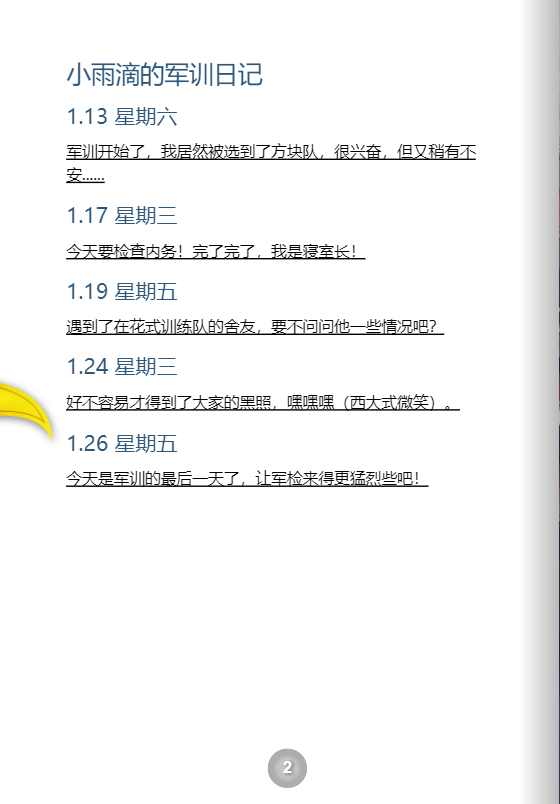 小雨滴的军训日记
1.13 星期六
军训开始了，我居然被选到了方块队，很兴奋，但又稍有不
安......
1.17 星期三
今天要检查内务！完了完了，我是寝室长！
1.19 星期五
遇到了在花式训练队的舍友，要不问问他一些情况吧？
1.24 星期三
好不容易才得到了大家的黑照，嘿嘿嘿（西大式微笑）。
1.26 星期五
今天是军训的最后一天了，让军检来得更猛烈些吧！
2